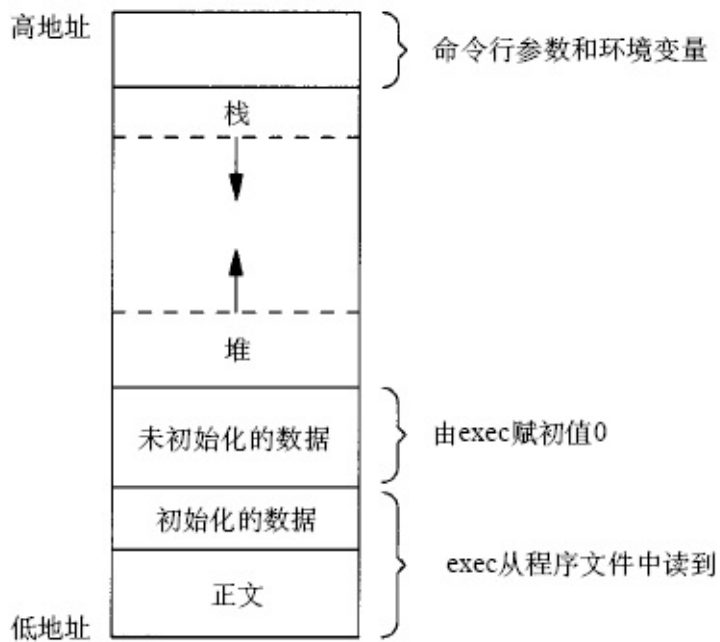 高地址
命令行参数和环境变量
栈
堆
未初始化的数据
由exec赋初值0
初始化的数据
exec从程序文件中读到
正文
低地址